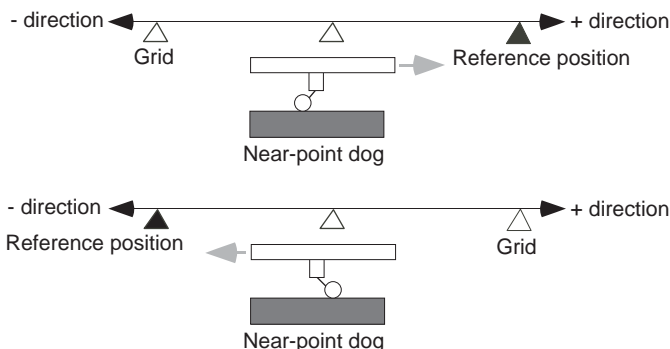 - direction + direction
Grid Reference position
Near-point dog
- direction + direction
Reference position Grid
Near-point dog